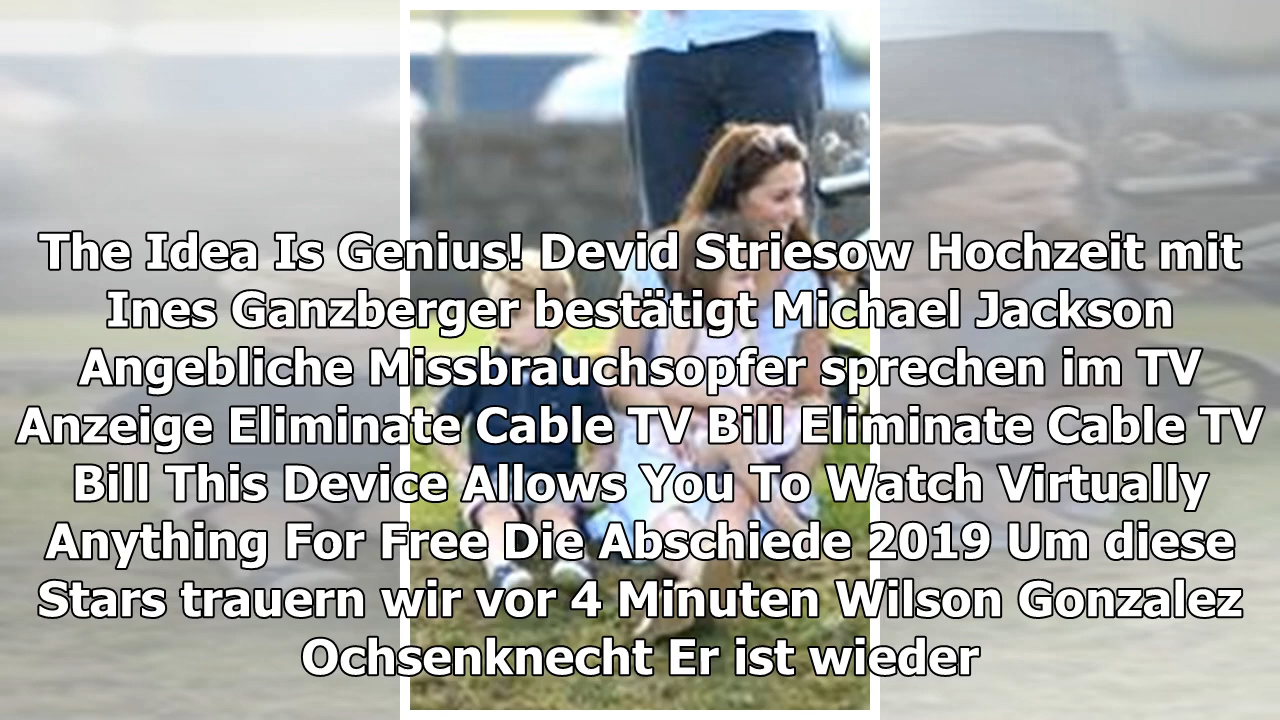 The Idea Is Genius! Devid Striesow Hochzeit mit
Ines Ganzberger bestätigt Michael Jackson
Angebliche Missbrauchsopfer sprechen im TV
Anzeige Eliminate Cable TV Bill Eliminate Cable TV
Bill This Device Allows You To Watch Virtually
Anything For Free Die Abschiede 2019 Um diese
Stars trauern wir vor 4 Minuten Wilson Gonzalez
Ochsenknecht Er ist wieder